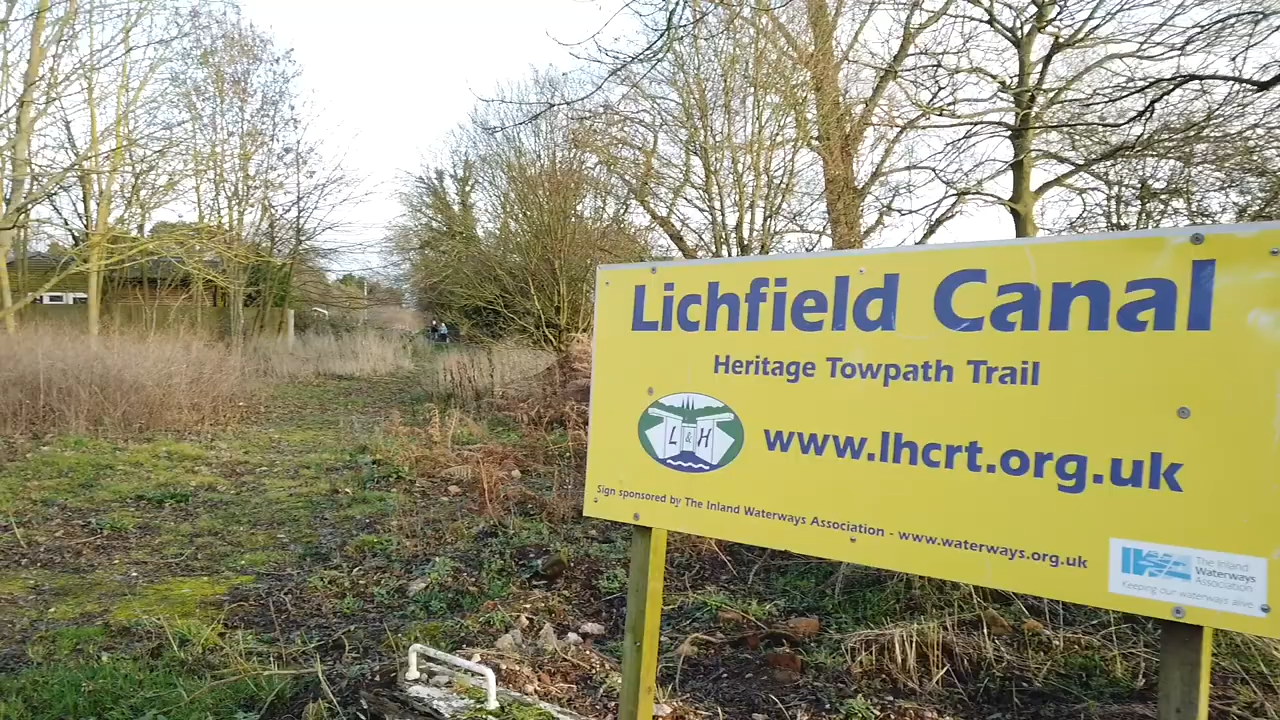 Lichfield Canal
Heritage Towpath Trail
L & H
www.lhcrt.org.uk
Sign sponsored by The Inland Waterways Association - www.waterways.org.uk
IWA
The Inland
Waterways
Association
Keeping our waterways alive